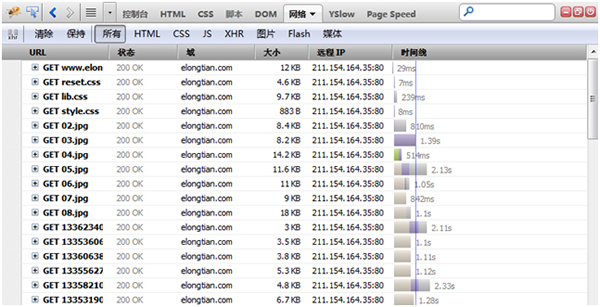 控制台 HTML CSS 脚本 DOM 网络 YSlow Page Speed
清除 保持 所有 HTML CSS JS XHR 图片 Flash 媒体
URL 状态 域 大小 远程 IP 时间线
GET www.elon 200 OK elongtian.com 12 KB 211.154.164.35:80 29ms
GET reset.css 200 OK elongtian.com 4.6 KB 211.154.164.35:80 7ms
GET lib.css 200 OK elongtian.com 9.7 KB 211.154.164.35:80 239ms
GET style.css 200 OK elongtian.com 883 B 211.154.164.35:80 8ms
GET 02.jpg 200 OK elongtian.com 8.4 KB 211.154.164.35:80 810ms
GET 03.jpg 200 OK elongtian.com 8.2 KB 211.154.164.35:80 1.39s
GET 04.jpg 200 OK elongtian.com 14.2 KB 211.154.164.35:80 514ms
GET 05.jpg 200 OK elongtian.com 11.6 KB 211.154.164.35:80 2.13s
GET 06.jpg 200 OK elongtian.com 11 KB 211.154.164.35:80 1.05s
GET 07.jpg 200 OK elongtian.com 9 KB 211.154.164.35:80 842ms
GET 08.jpg 200 OK elongtian.com 18 KB 211.154.164.35:80 1.1s
GET 13362340 200 OK elongtian.com 3 KB 211.154.164.35:80 2.11s
GET 13353606 200 OK elongtian.com 3.5 KB 211.154.164.35:80 1.1s
GET 13360638 200 OK elongtian.com 3.8 KB 211.154.164.35:80 1.11s
GET 13355627 200 OK elongtian.com 5.3 KB 211.154.164.35:80 1.12s
GET 13358210 200 OK elongtian.com 4.8 KB 211.154.164.35:80 2.33s
GET 13353190 200 OK elongtian.com 6.7 KB 211.154.164.35:80 1.28s